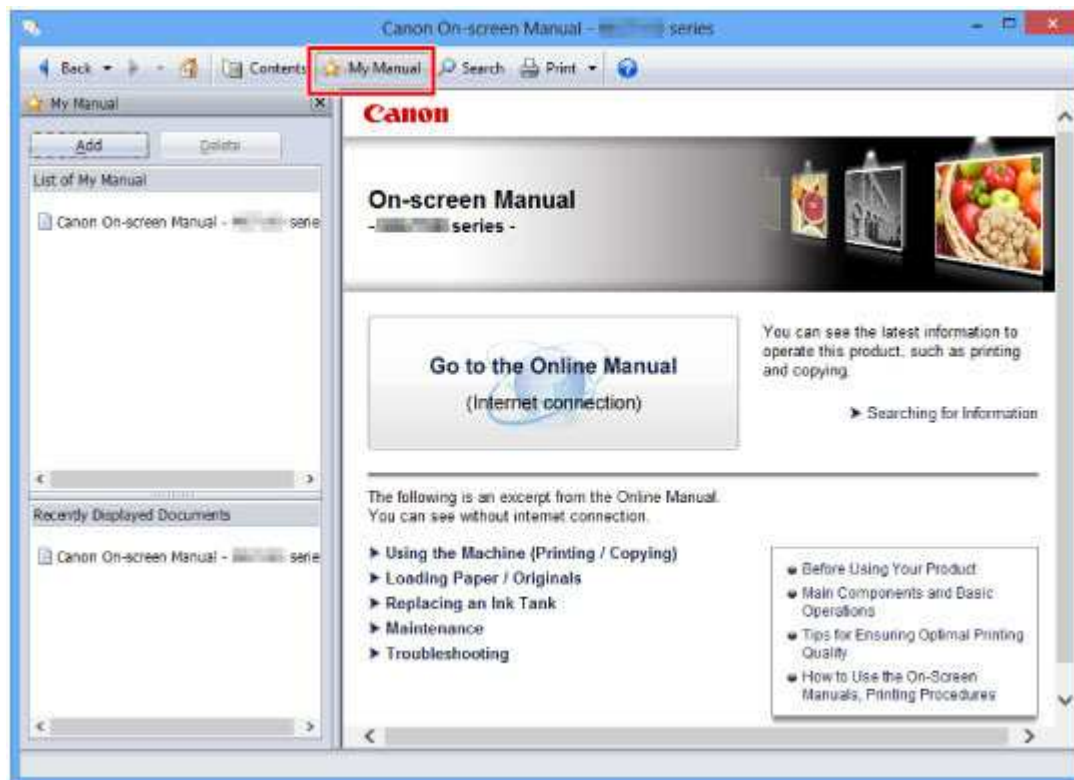 Canon On-screen Manual - series
Back
Contents
My Manual
Search
Print
My Manual
Add
Delete
List of My Manual
Canon On-screen Manual - serie
Recently Displayed Documents
Canon On-screen Manual - serie
Canon
On-screen Manual
- series -
Go to the Online Manual
(Internet connection)
You can see the latest information to
operate this product, such as printing
and copying.
Searching for Information
The following is an excerpt from the Online Manual.
You can see without internet connection.
Using the Machine (Printing / Copying)
Loading Paper / Originals
Replacing an Ink Tank
Maintenance
Troubleshooting
Before Using Your Product
Main Components and Basic
Operations
Tips for Ensuring Optimal Printing
Quality
How to Use the On-Screen
Manuals, Printing Procedures